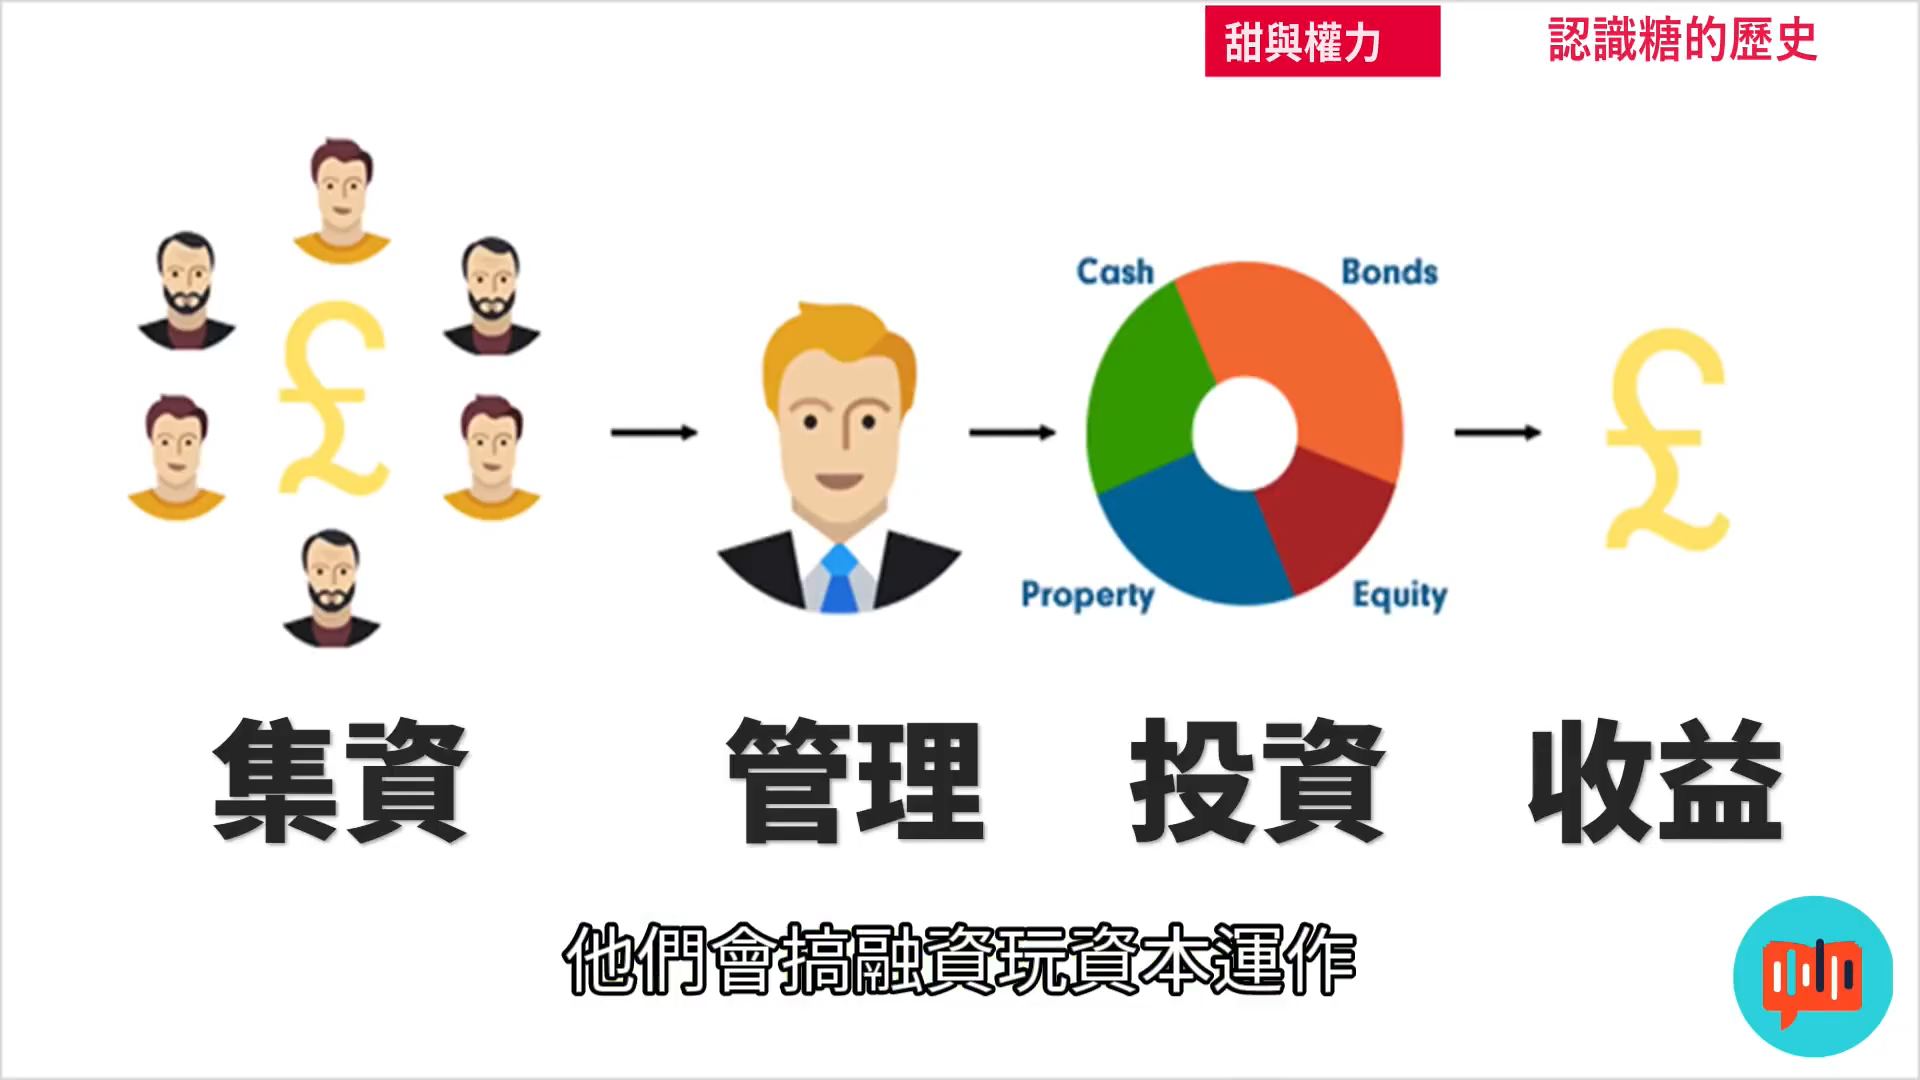 甜與權力
認識糖的歷史
Cash
Bonds
Property
Equity
集資
管理
投資
收益
他們會搞融資玩資本運作